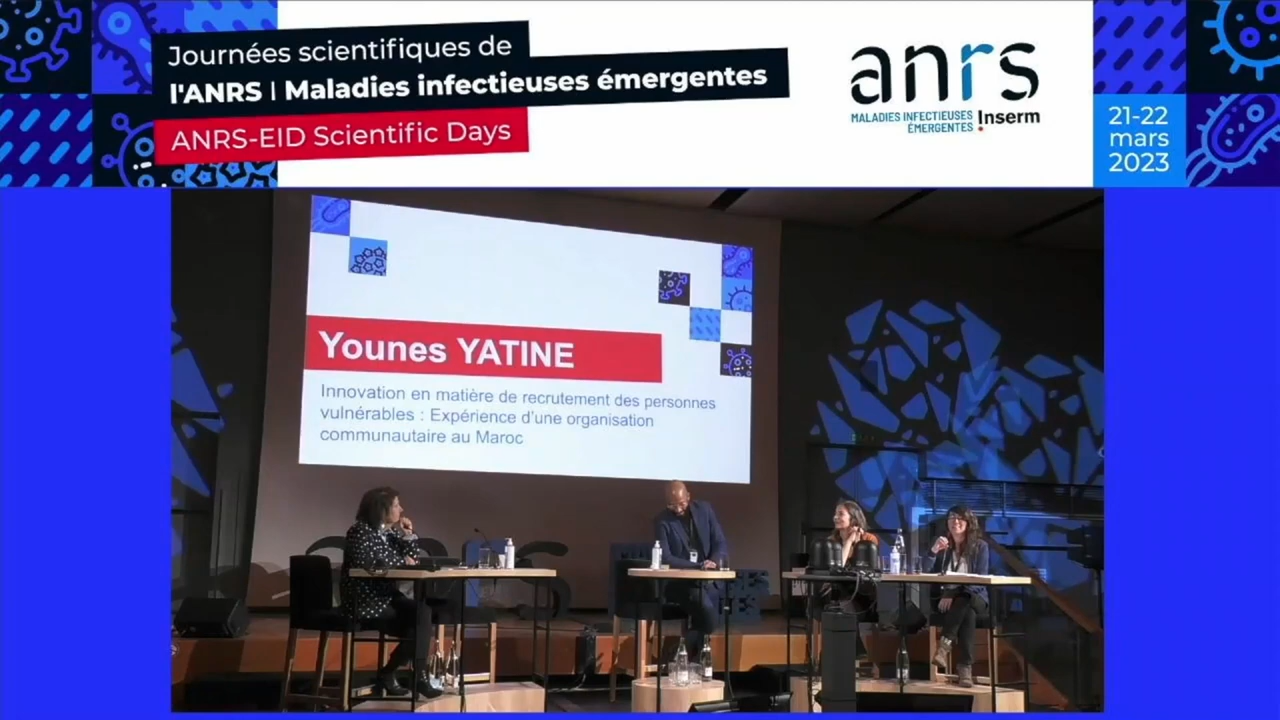 Journées scientifiques de
l'ANRS | Maladies infectieuses émergentes
ANRS-EID Scientific Days
anrs
MALADIES INFECTIEUSES
ÉMERGENTES Inserm
21-22
mars
2023
Younes YATINE
Innovation en matière de recrutement des personnes
vulnérables : Expérience d'une organisation
communautaire au Maroc